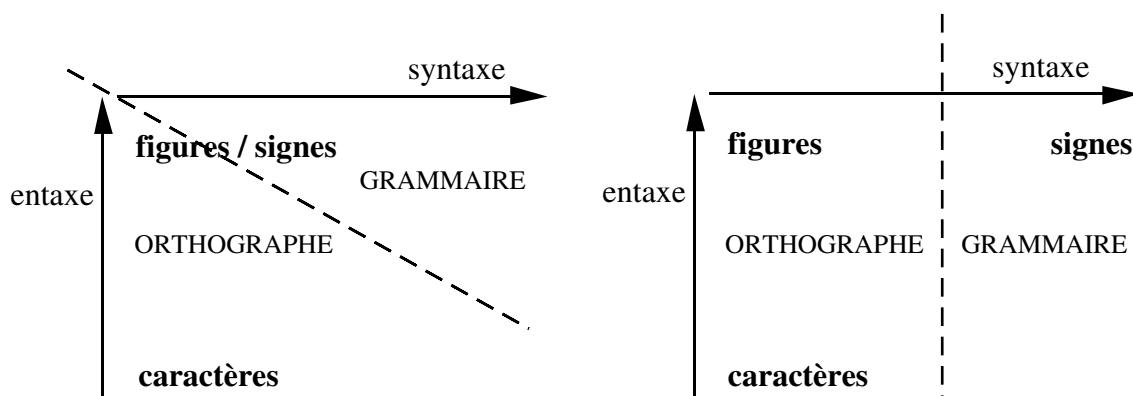 syntaxe
figures / signes
entaxe
GRAMMAIRE
ORTHOGRAPHE
caractères
syntaxe
figures
signes
entaxe
ORTHOGRAPHE
GRAMMAIRE
caractères